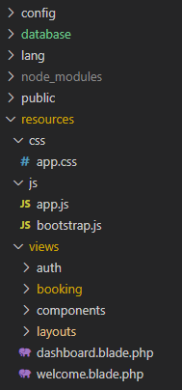 config
database
lang
node_modules
public
resources
css
# app.css
js
JS app.js
JS bootstrap.js
views
auth
booking
components
layouts
dashboard.blade.php
welcome.blade.php